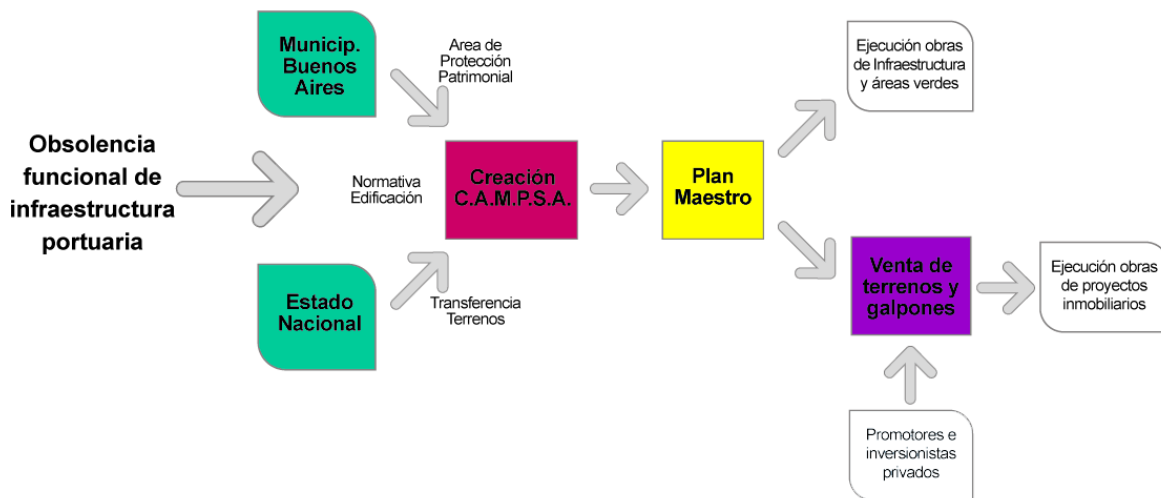 Obsolencia
funcional de
infraestructura
portuaria
Municip.
Buenos
Aires
Area de
Protección
Patrimonial
Normativa
Edificación
Estado
Nacional
Transferencia
Terrenos
Creación
C.A.M.P.S.A.
Plan
Maestro
Ejecución obras
de Infraestructura
y áreas verdes
Venta de
terrenos y
galpones
Ejecución obras
de proyectos
inmobiliarios
Promotores e
inversionistas
privados